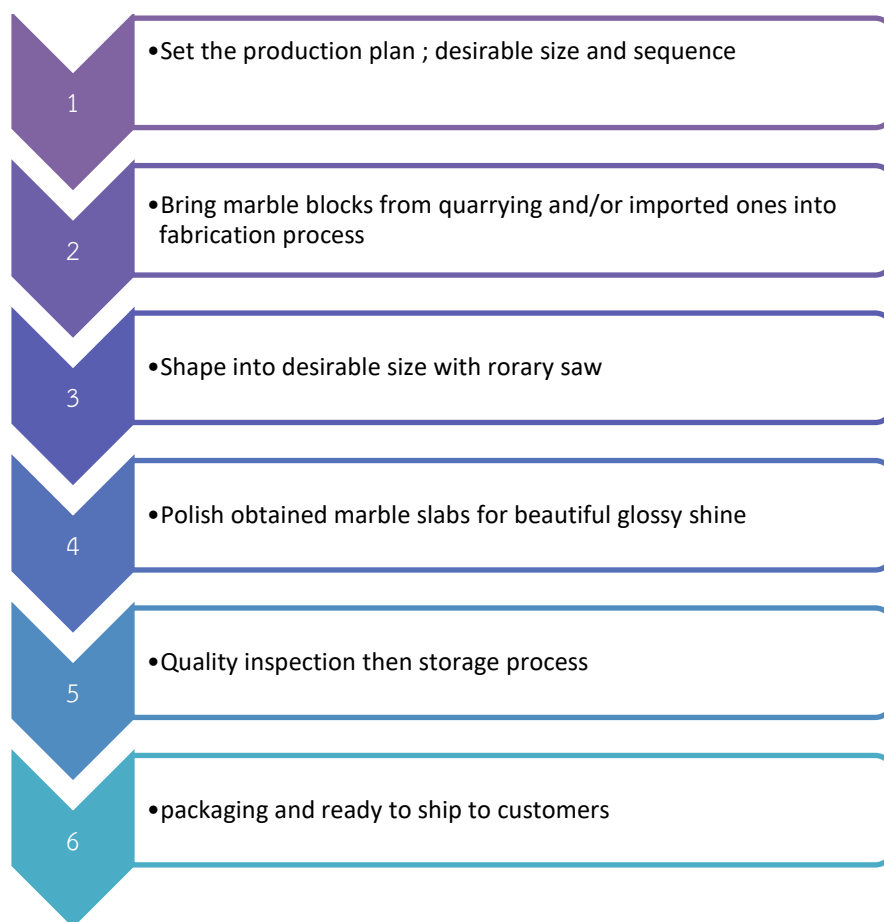 1
•Set the production plan ; desirable size and sequence
2
•Bring marble blocks from quarrying and/or imported ones into
fabrication process
3
•Shape into desirable size with rorary saw
4
•Polish obtained marble slabs for beautiful glossy shine
5
•Quality inspection then storage process
6
•packaging and ready to ship to customers